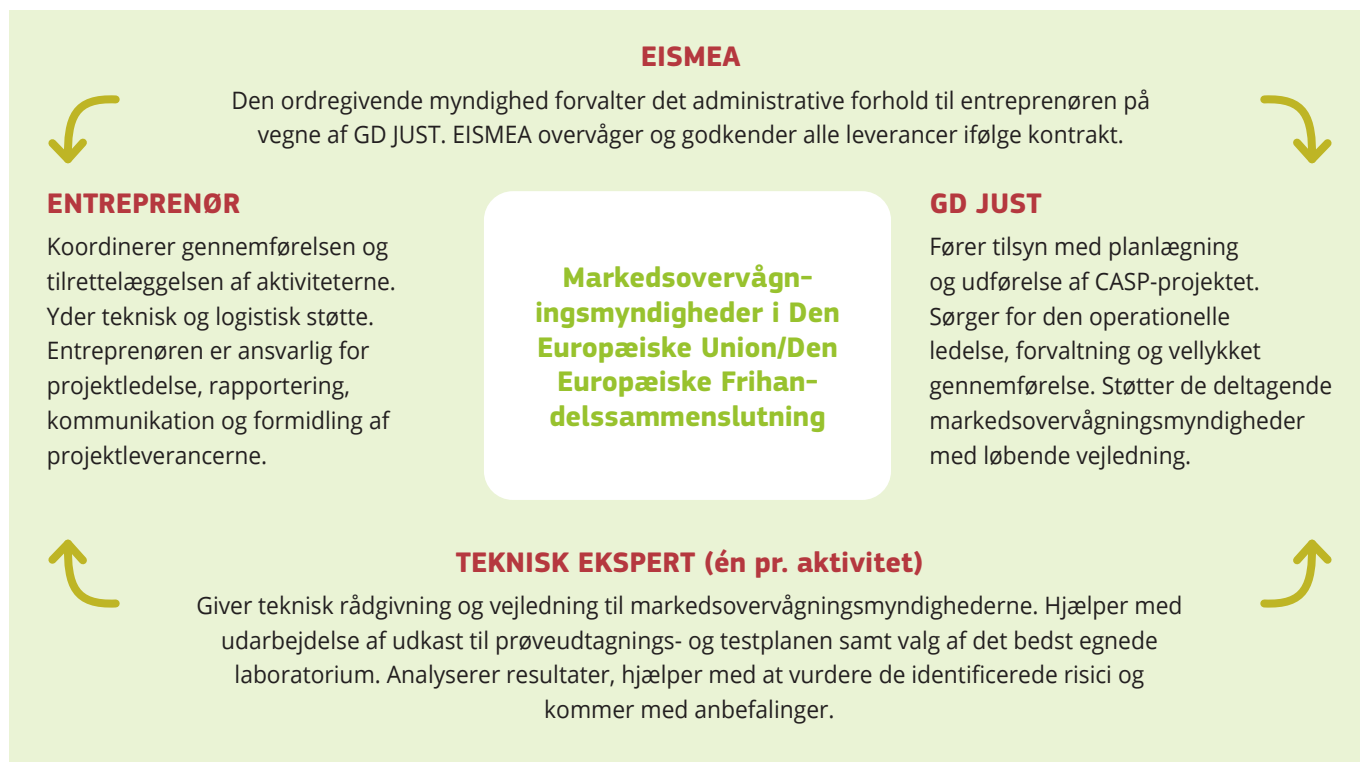 EISMEA
Den ordregivende myndighed forvalter det administrative forhold til entreprenøren på
vegne af GD JUST. EISMEA overvåger og godkender alle leverancer ifølge kontrakt.
ENTREPRENØR
Koordinerer gennemførelsen og
tilrettelæggelsen af aktiviteterne.
Yder teknisk og logistisk støtte.
Entreprenøren er ansvarlig for
projektledelse, rapportering,
kommunikation og formidling af
projektleverancerne.
Markedsovervågn-
ingsmyndigheder i Den
Europæiske Union/Den
Europæiske Frihan-
delssammenslutning
GD JUST
Fører tilsyn med planlægning
og udførelse af CASP-projektet.
Sørger for den operationelle
ledelse, forvaltning og vellykket
gennemførelse. Støtter de deltagende
markedsovervågningsmyndigheder
med løbende vejledning.
TEKNISK EKSPERT (én pr. aktivitet)
Giver teknisk rådgivning og vejledning til markedsovervågningsmyndighederne. Hjælper med
udarbejdelse af udkast til prøveudtagnings- og testplanen samt valg af det bedst egnede
laboratorium. Analyserer resultater, hjælper med at vurdere de identificerede risici og
kommer med anbefalinger.